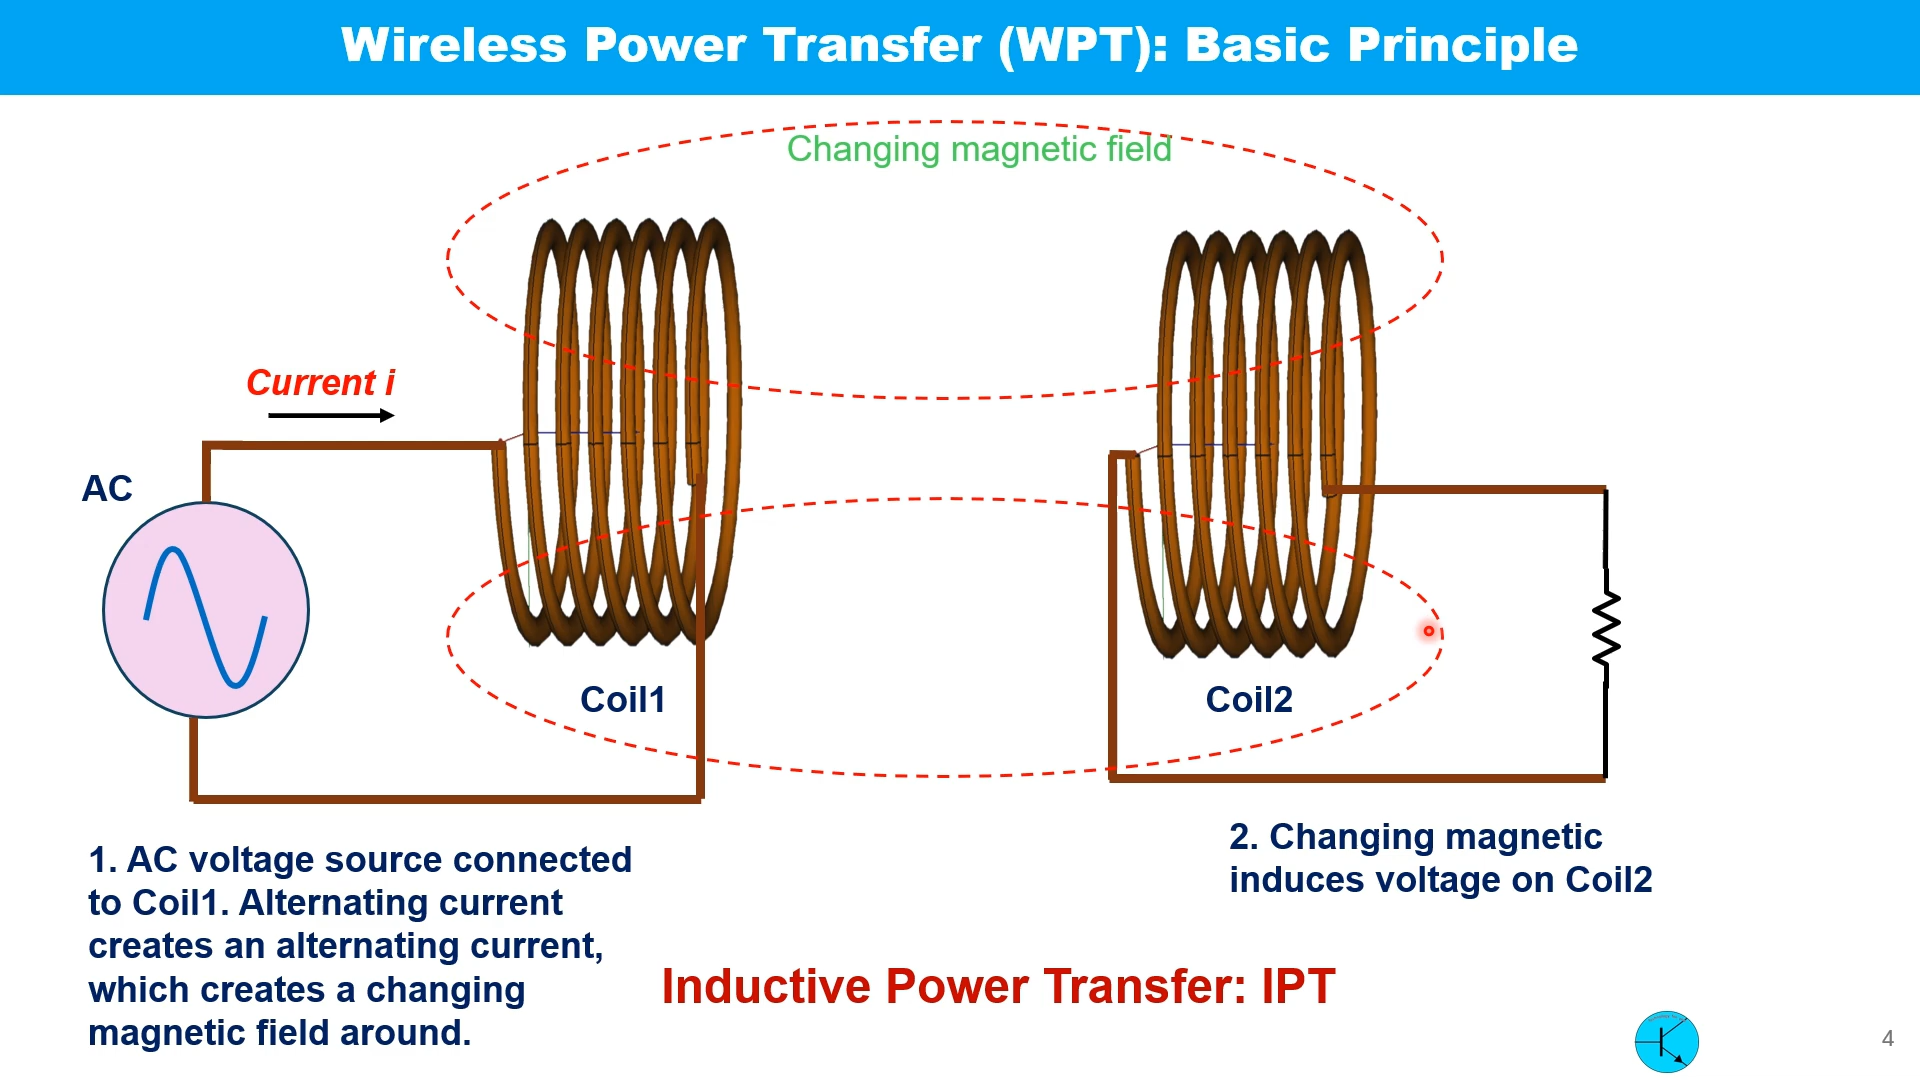 Wireless Power Transfer (WPT): Basic Principle
Changing magnetic field
Current i
AC
Coil1
Coil2
1. AC voltage source connected
to Coil1. Alternating current
creates an alternating current,
which creates a changing
magnetic field around.
2. Changing magnetic
induces voltage on Coil2
Inductive Power Transfer: IPT
4